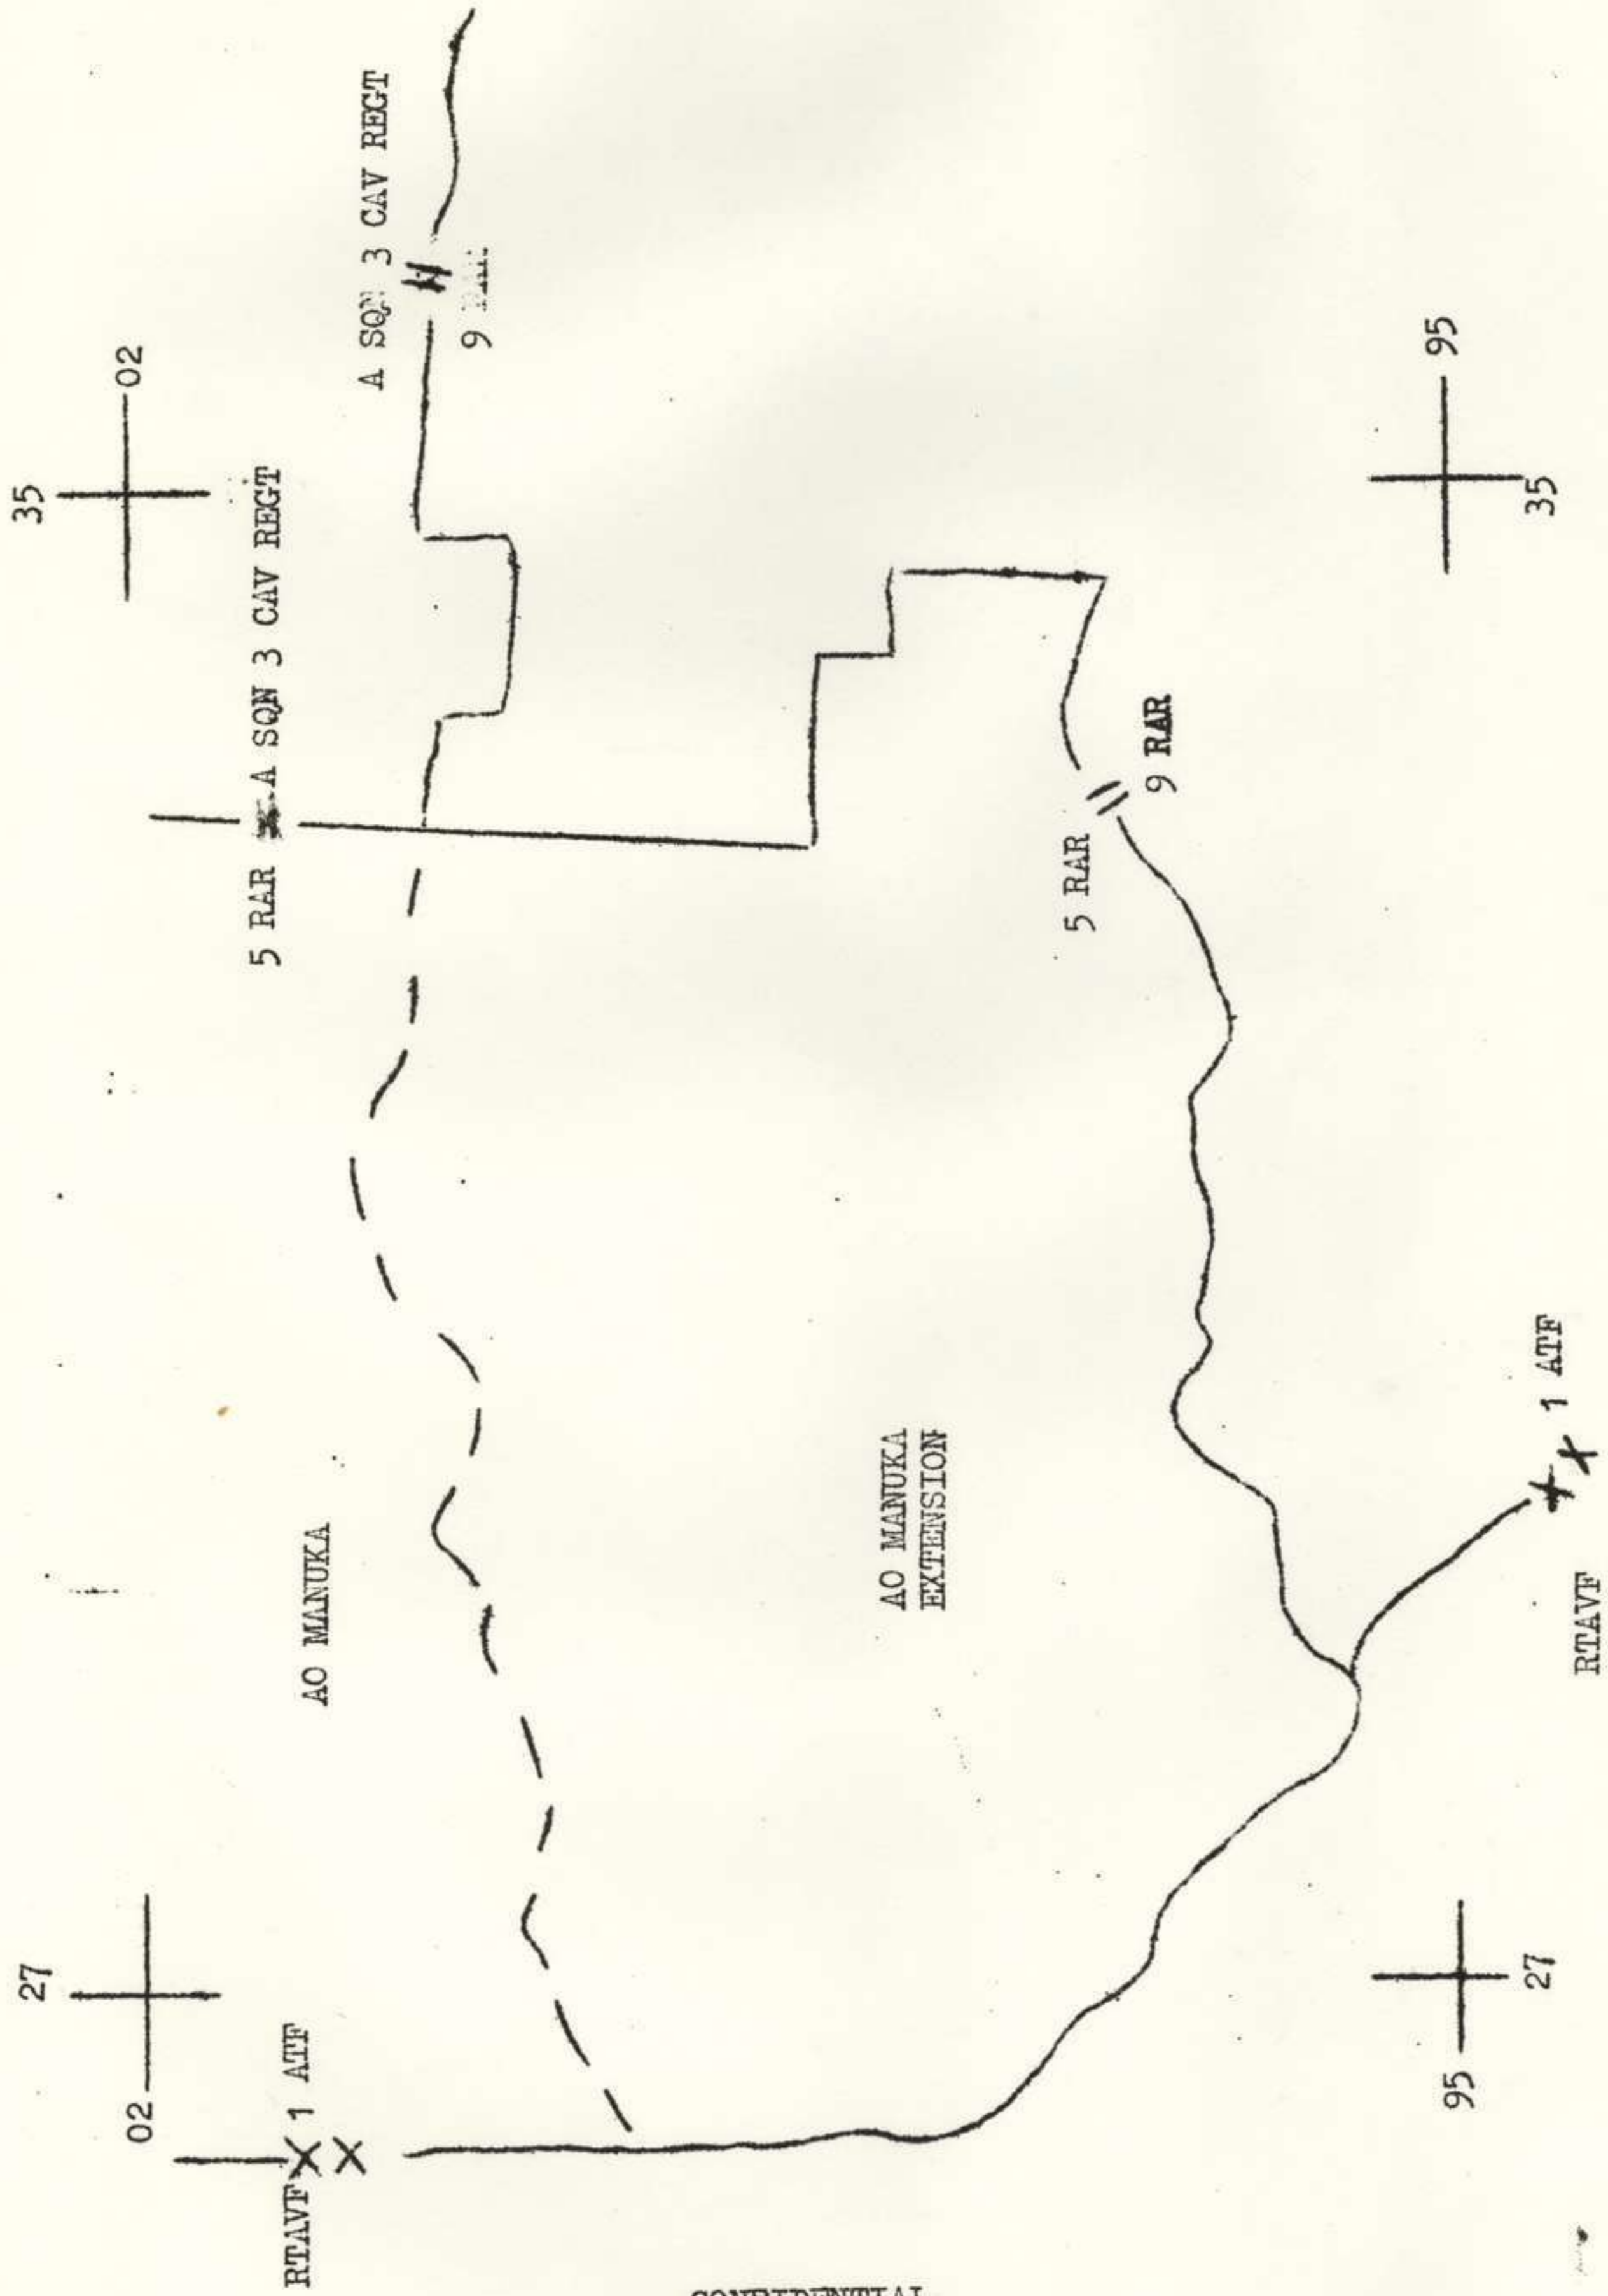 27
35
02
02
RTAVF
1 ATF
5 RAR
A SQN 3 CAV REGT
AO MANUKA
A SQN 3 CAV REGT
9
AO MANUKA
EXTENSION
5 RAR
9 RAR
95
95
27
35
RTAVF
1 ATF